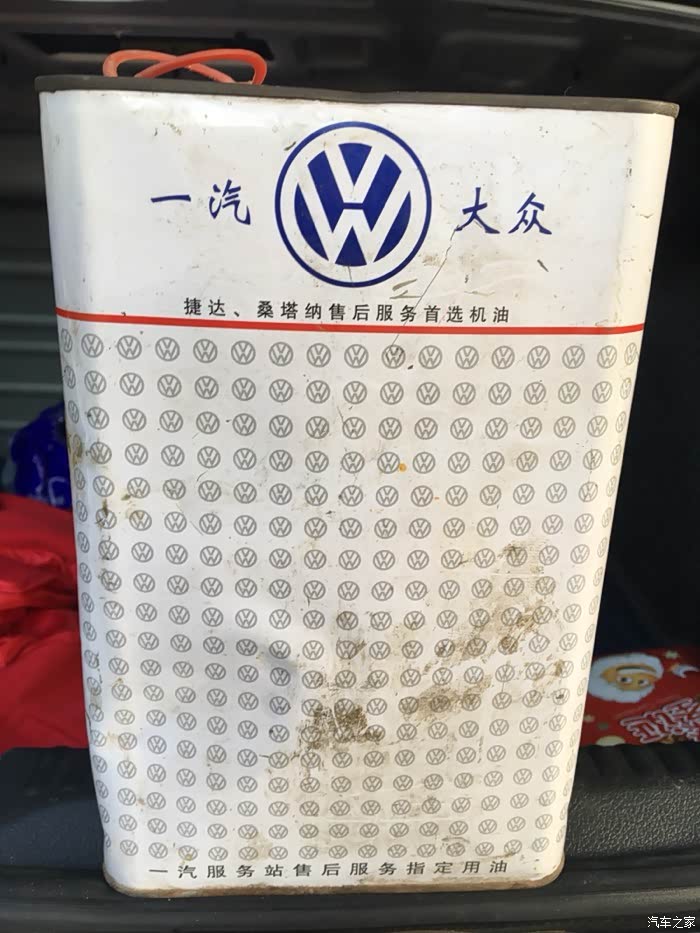 一汽 大众
捷达、桑塔纳售后服务首选机油
一汽服务站售后服务指定用油
汽车之家